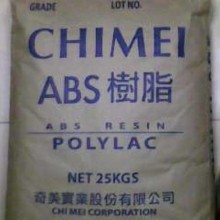 GRADE LOT NO.
CHIMEI
ABS 樹脂
ABS RESIN
POLYLAC
NET 25KGS
奇美實業股份有限公司
CHI MEI CORPORATION